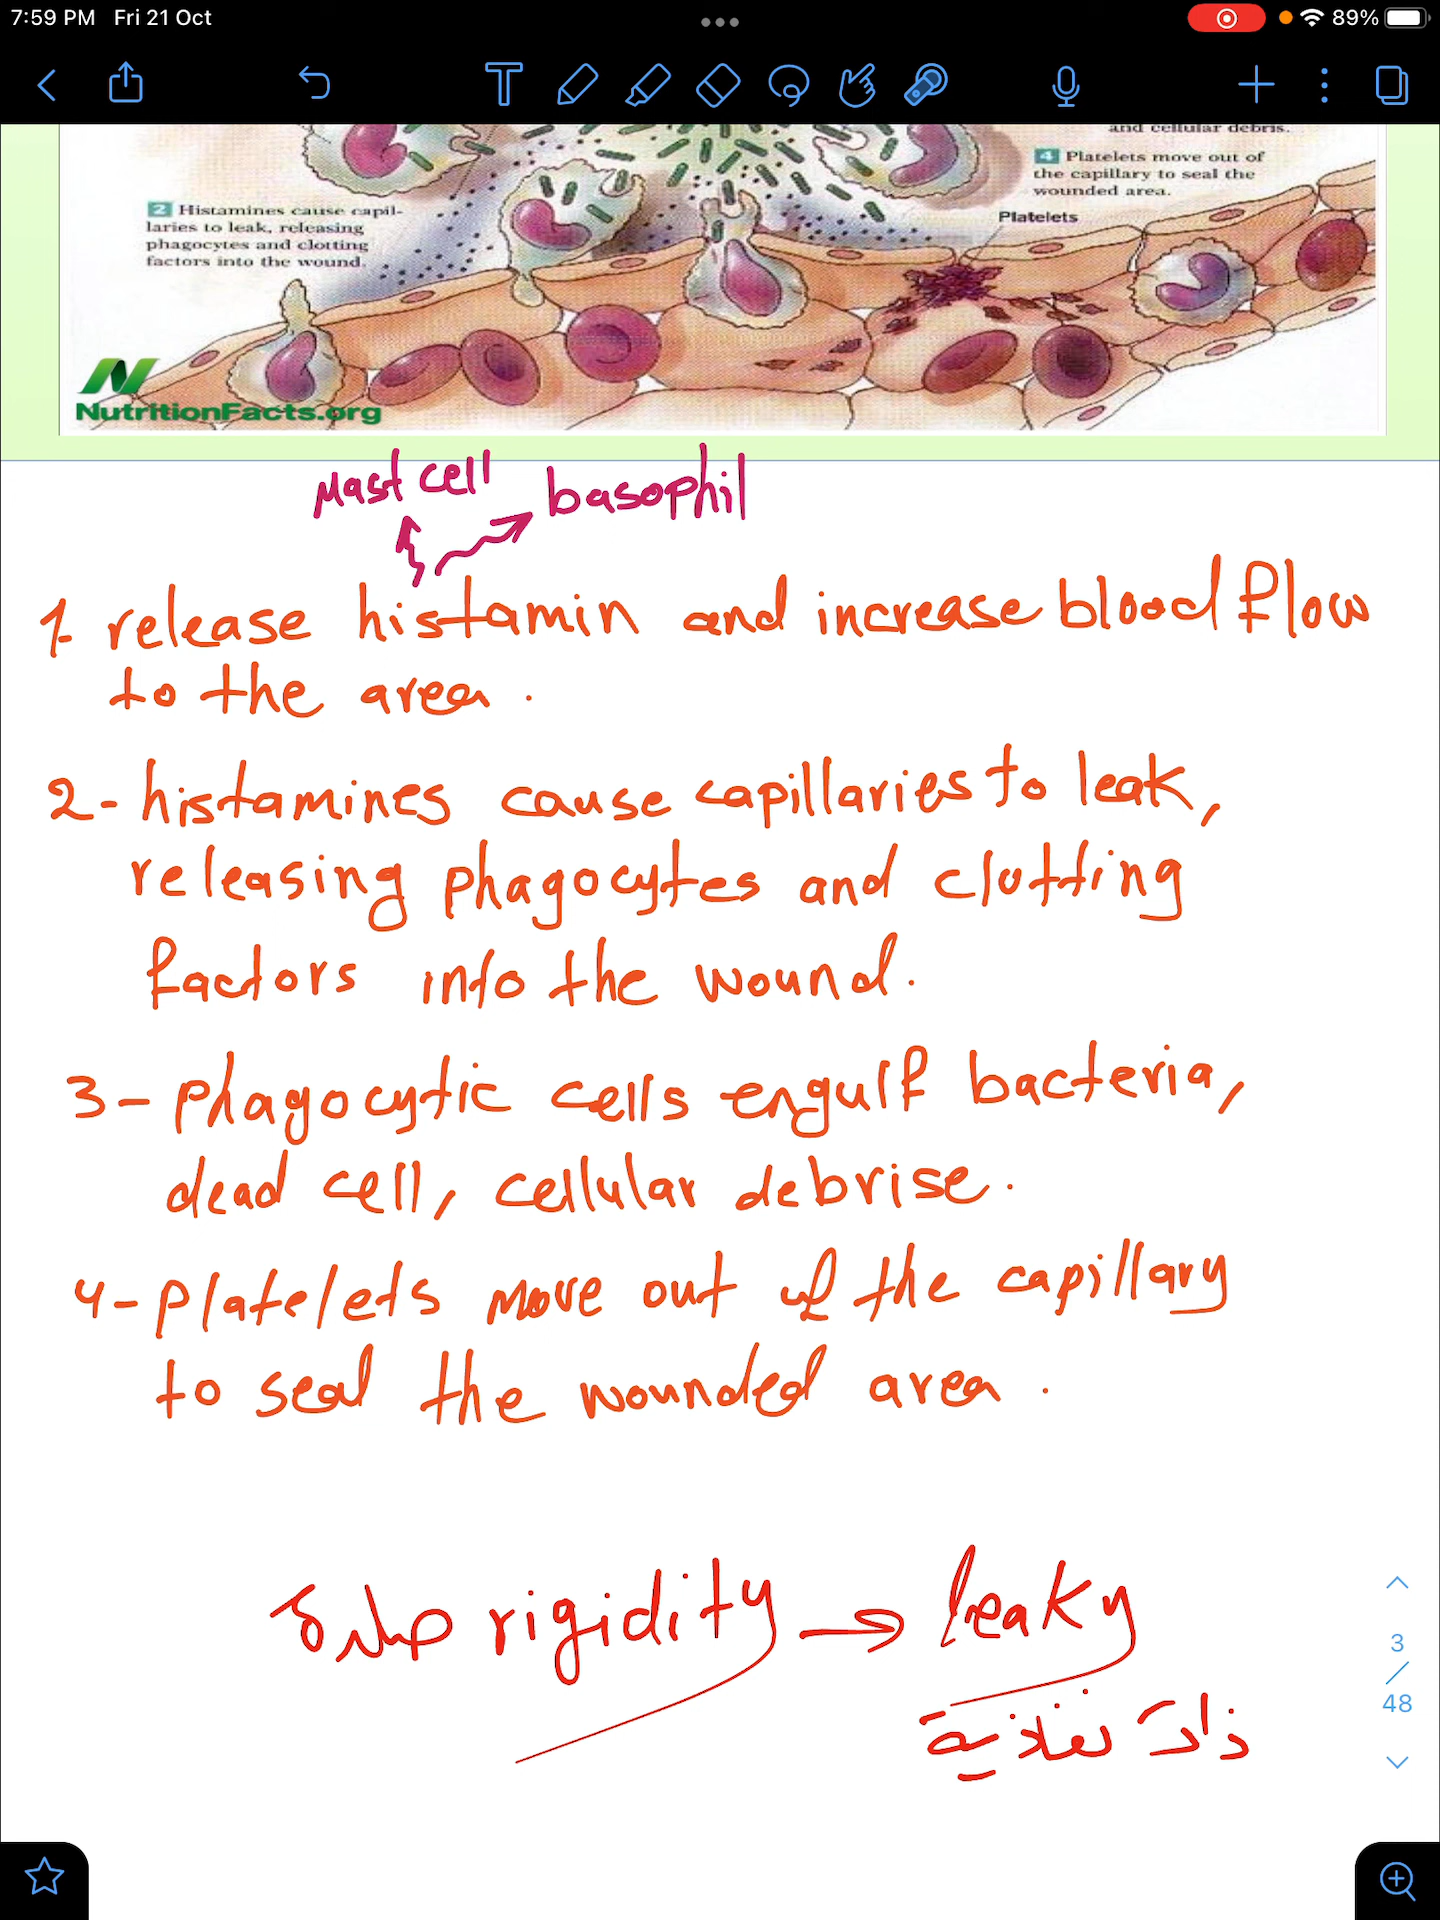 7:59 PM Fri 21 Oct
89%
and cellular debris.
4 Platelets move out of
the capillary to seal the
wounded area.
Platelets
2 Histamines cause capil-
laries to leak, releasing
phagocytes and clotting
factors into the wound.
NutritionFacts.org
Mast cell basophil
1- release histamin and increase blood flow
to the area .
2- histamines cause capillaries to leak,
releasing phagocytes and clotting
factors into the wound.
3- phagocytic cells engulf bacteria,
dead cell, cellular debrise.
4- Platelets move out of the capillary
to seal the wounded area .
صلابة rigidity → leaky
ذات نفاذية
3
/
48